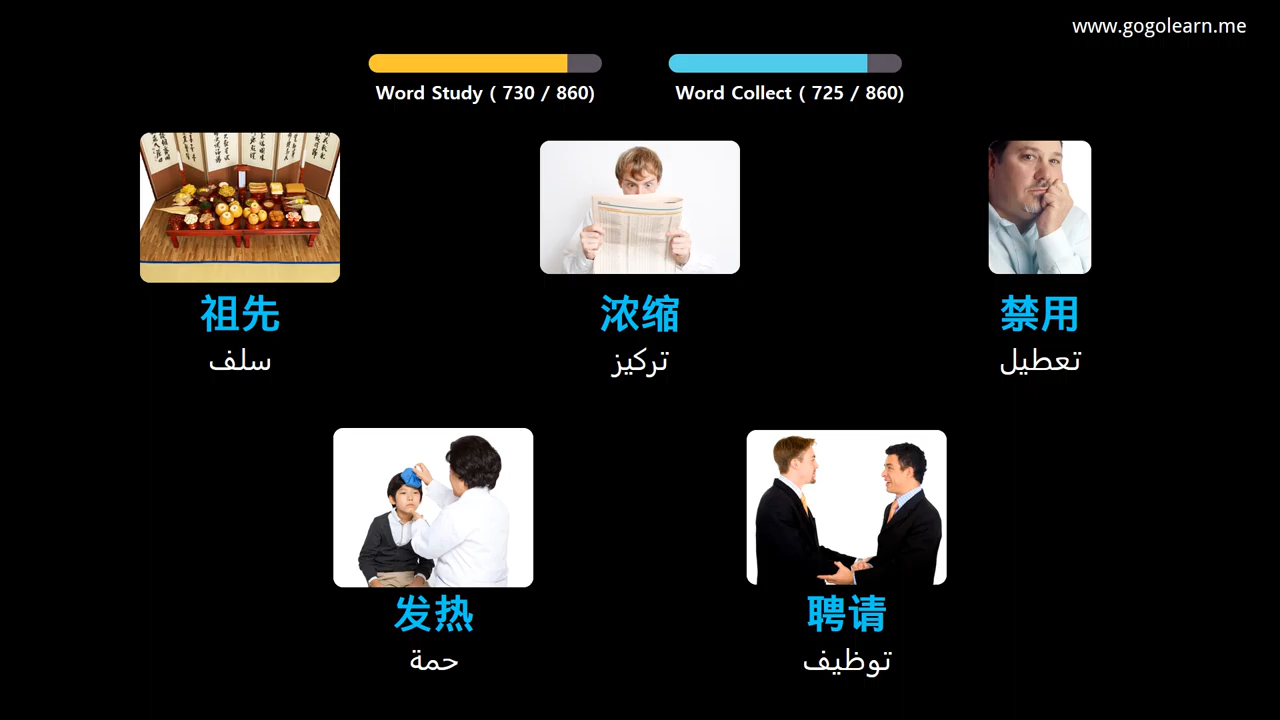 www.gogolearn.me
Word Study ( 730 / 860)
Word Collect ( 725 / 860)
祖先
سلف
浓缩
تركيز
禁用
تعطيل
发热
حمة
聘请
توظيف